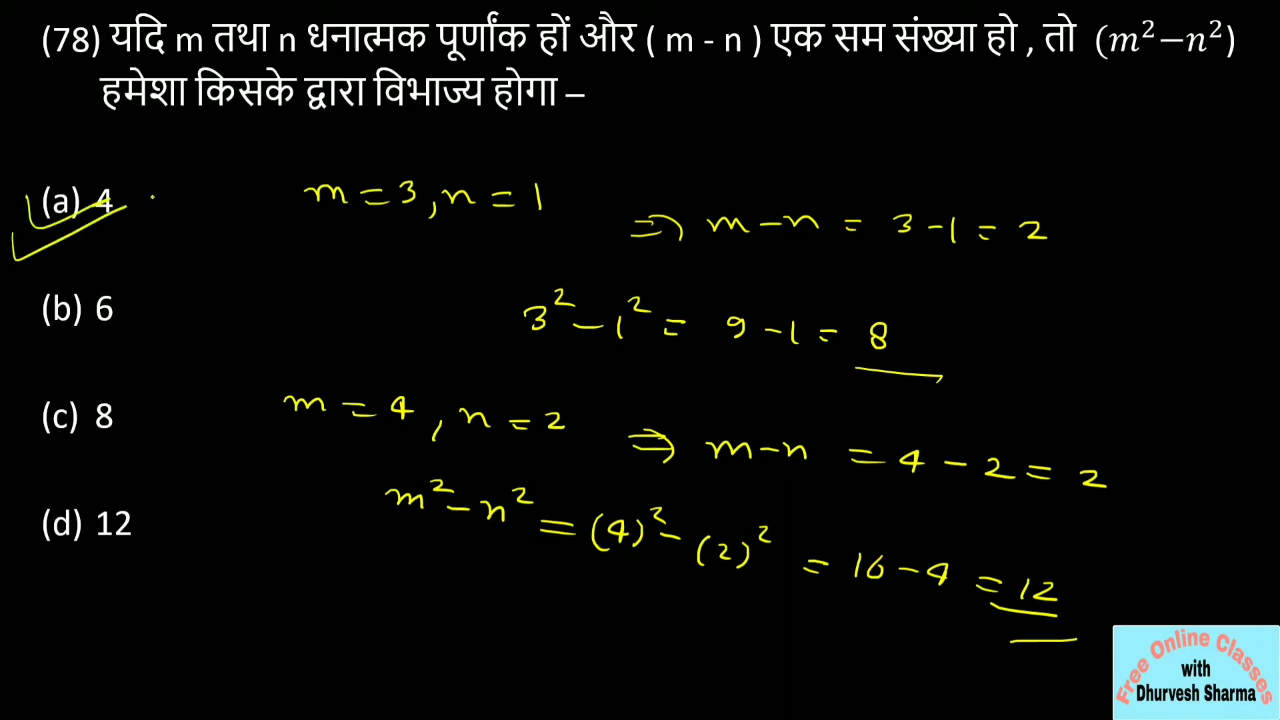 (78) यदि m तथा n धनात्मक पूर्णांक हों और ( m - n ) एक सम संख्या हो , तो (m²−n²)
हमेशा किसके द्वारा विभाज्य होगा –
(a) 4
m = 3, n = 1
⇒ m - n = 3 - 1 = 2
(b) 6
3² - 1² = 9 - 1 = 8
(c) 8
m = 4, n = 2
⇒ m - n = 4 - 2 = 2
(d) 12
m² - n² = (4)² - (2)² = 16 - 4 = 12
Free Online Classes
with
Dhurvesh Sharma